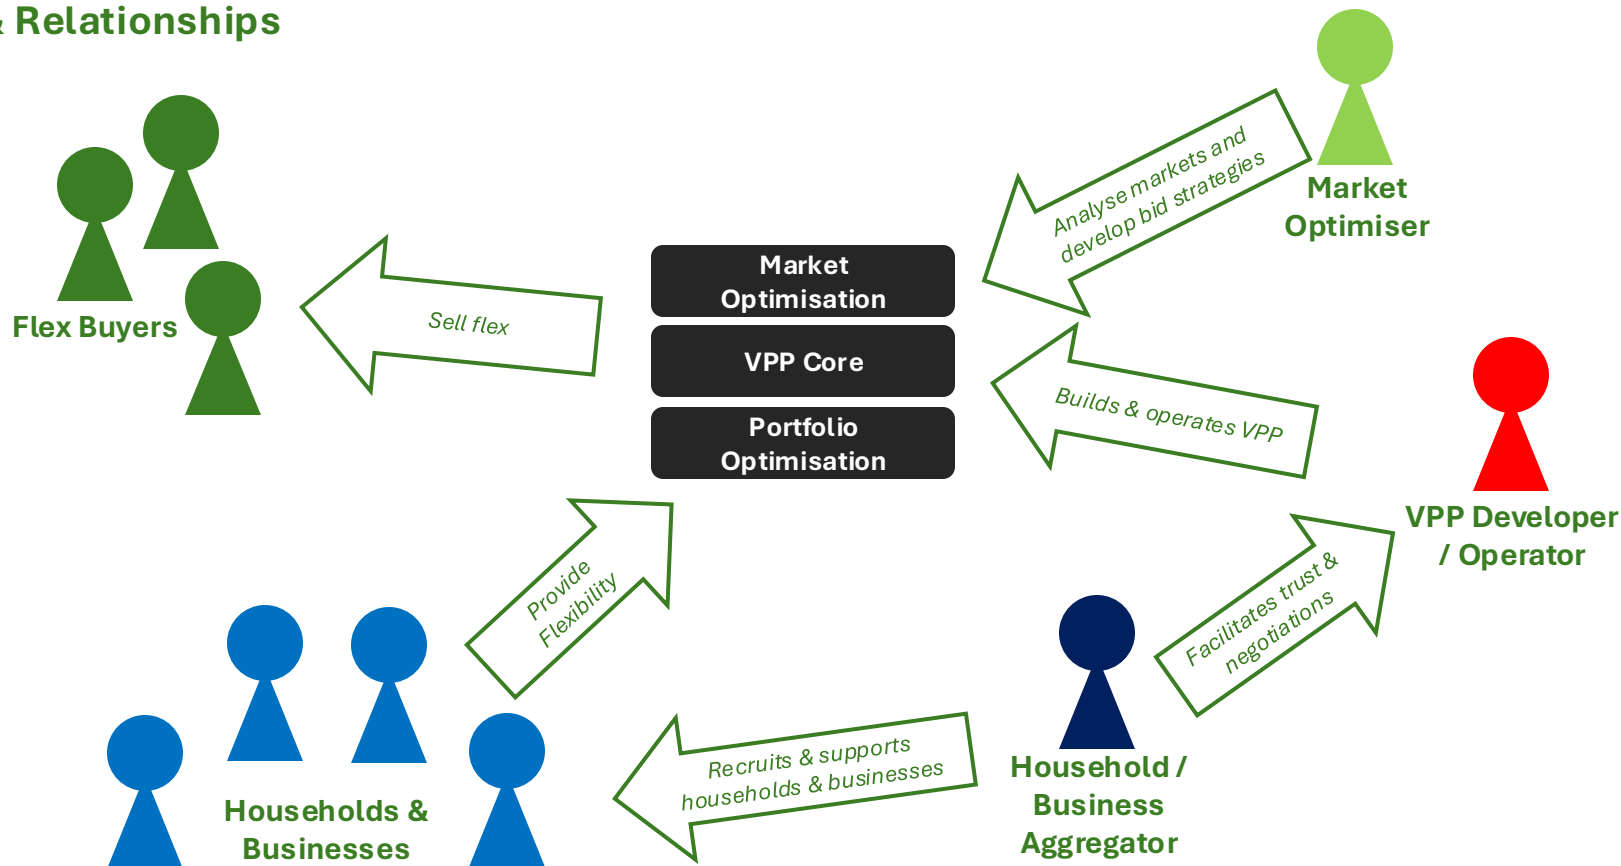 & Relationships
Analyse markets and
develop bid strategies
Market
Optimiser
Market
Optimisation
Flex Buyers
Sell flex
VPP Core
Builds & operates VPP
Portfolio
Optimisation
VPP Developer
/ Operator
Provide
Flexibility
Facilitates trust &
negotiations
Recruits & supports
households & businesses
Household /
Business
Aggregator
Households &
Businesses